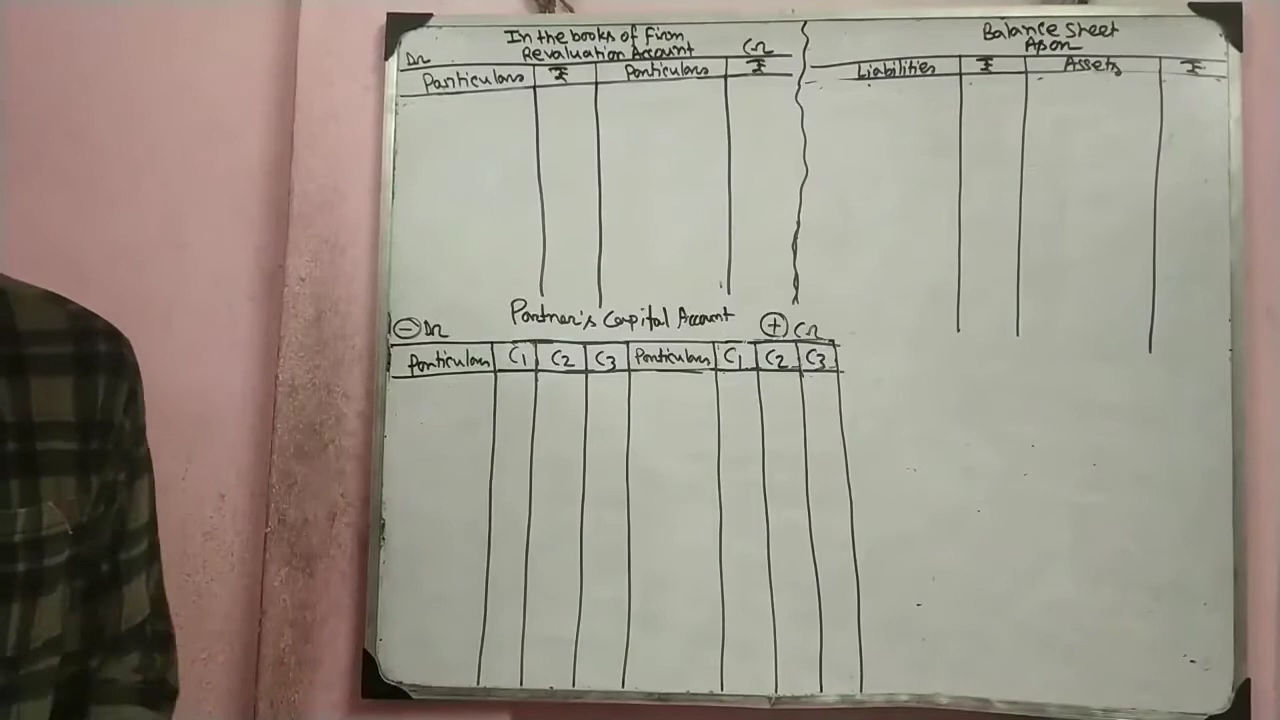 In the books of Firm
Dr Revaluation Account Cr
Particulars ₹ Particulars ₹
Balance Sheet
As on
Liabilities ₹ Assets ₹
Partner's Capital Account
⊖ Dr ⊕ Cr
Particulars C1 C2 C3 Particulars C1 C2 C3